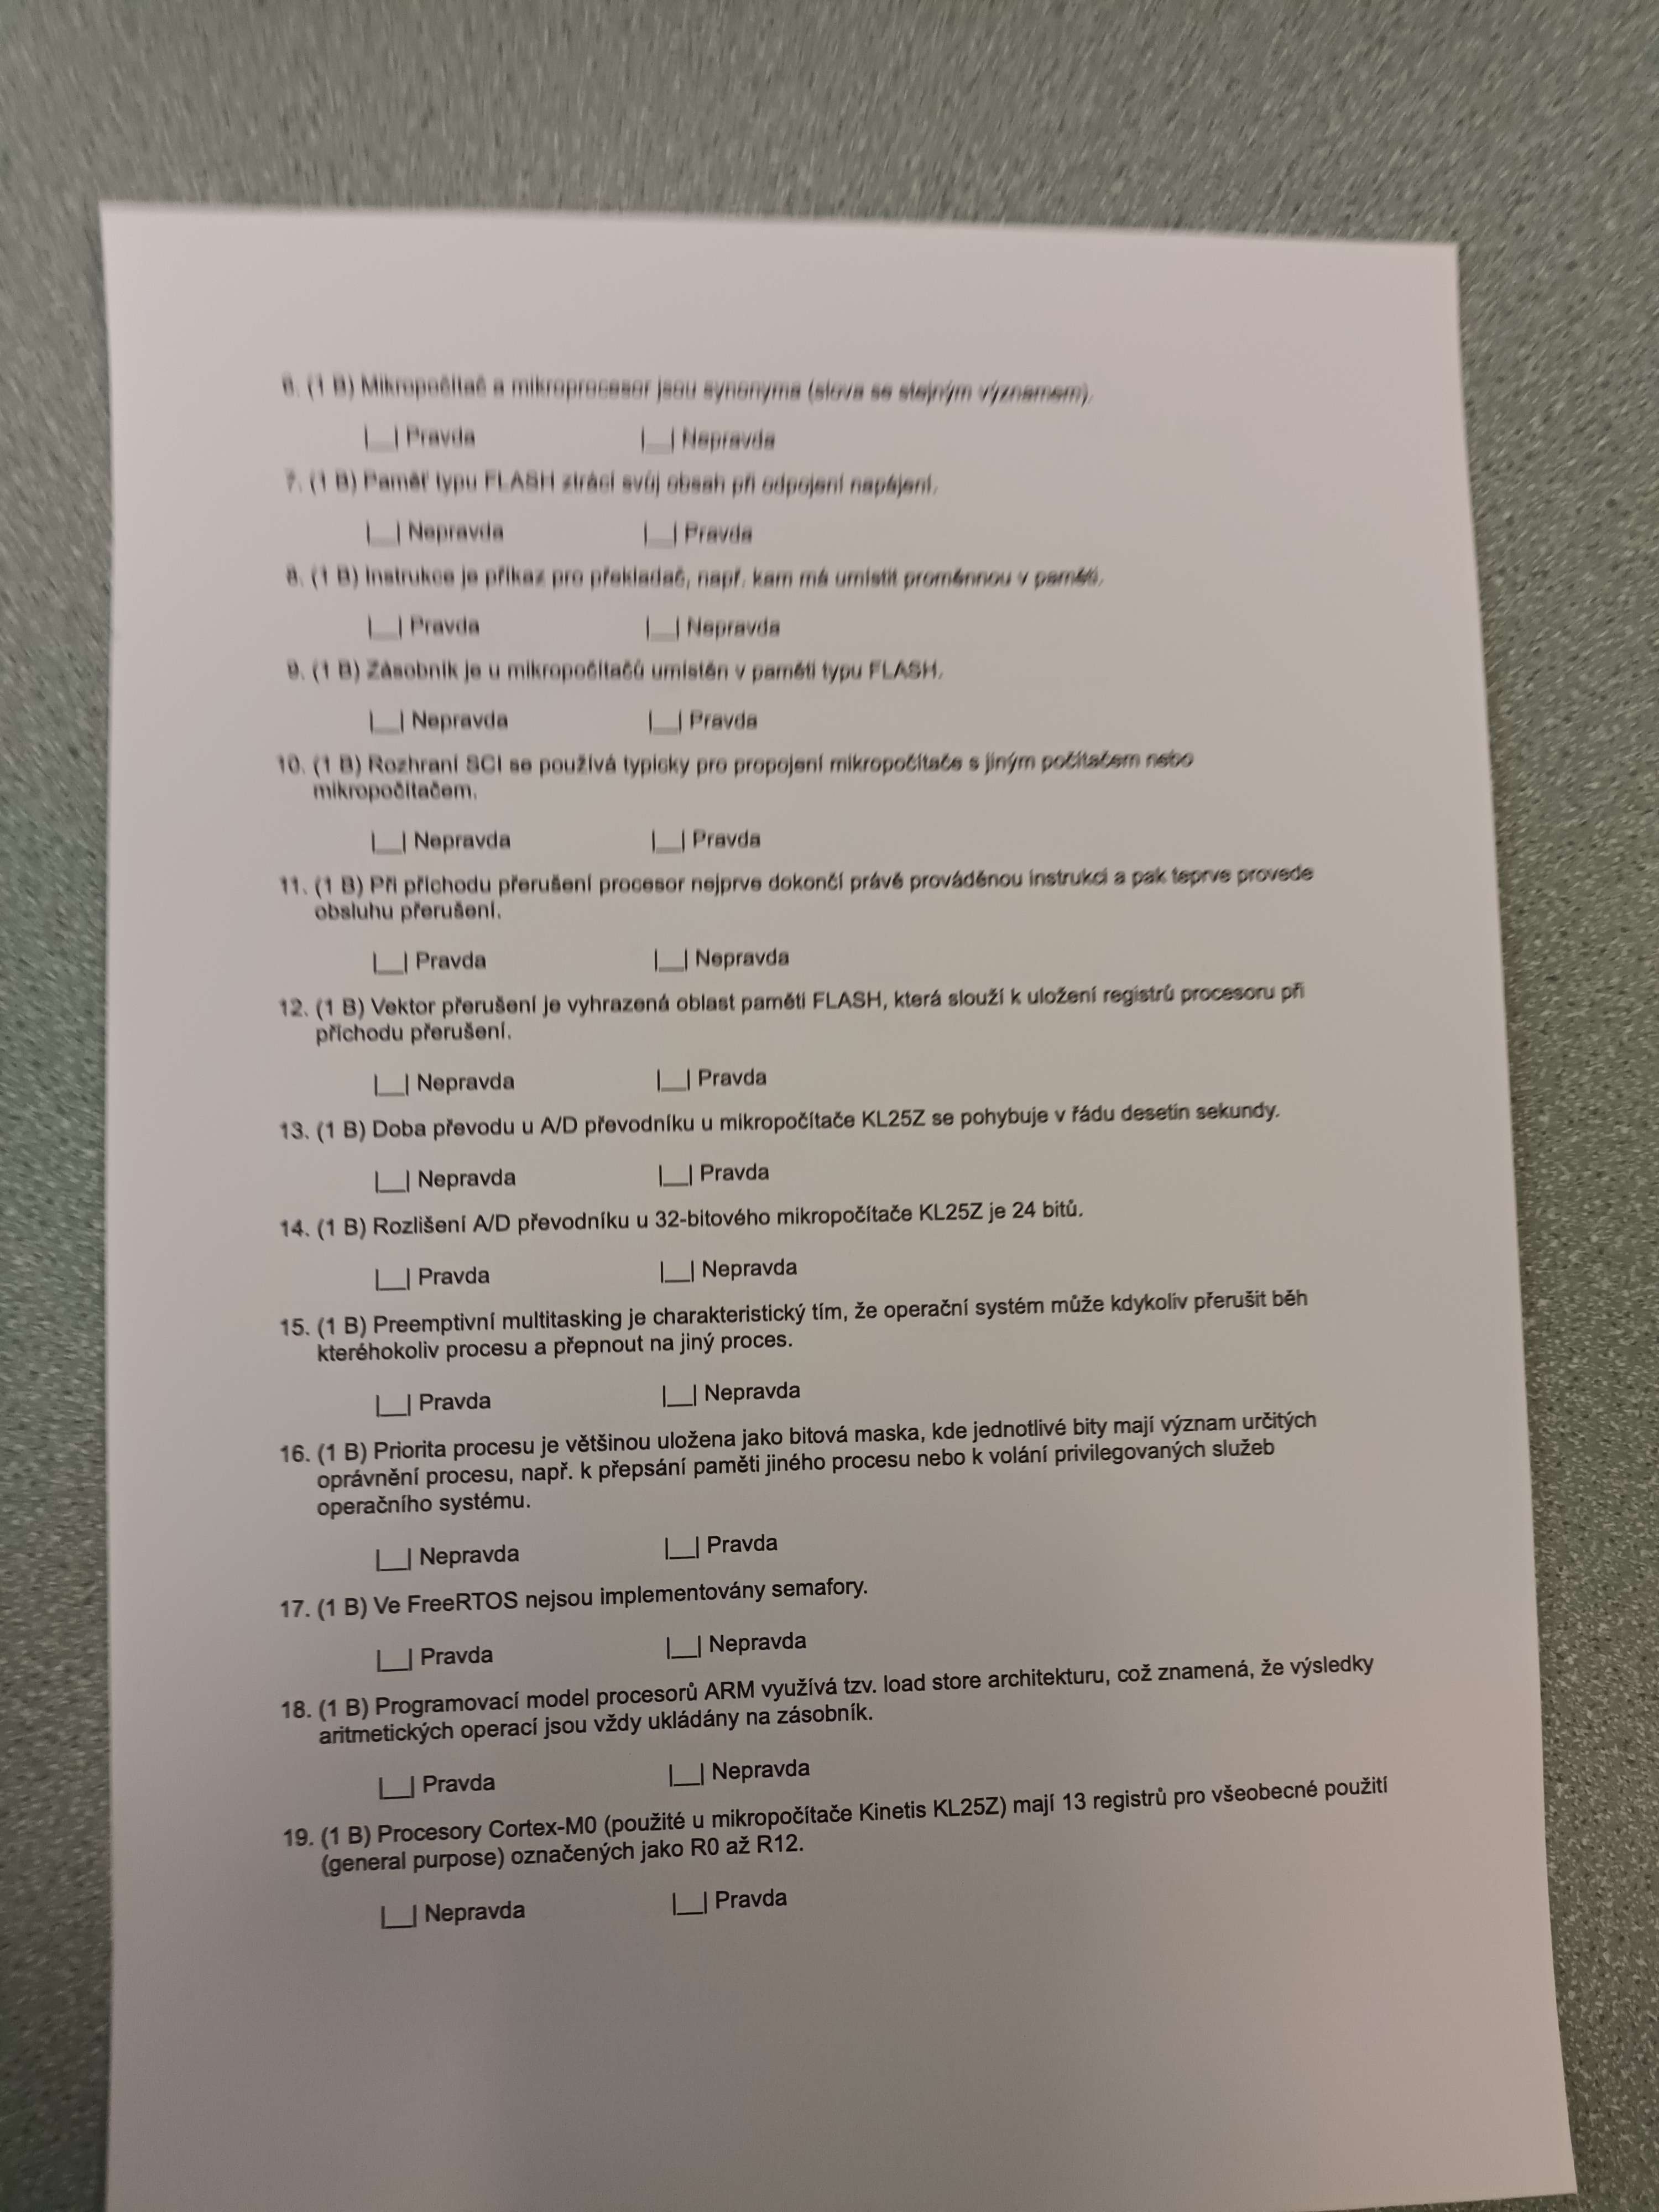 6. (1 B) Mikropočítač a mikroprocesor jsou synonyma (slova se stejným významem).
|__| Pravda |__| Nepravda
7. (1 B) Paměť typu FLASH ztrácí svůj obsah při odpojení napájení.
|__| Nepravda |__| Pravda
8. (1 B) Instrukce je příkaz pro překladač, např. kam má umístit proměnnou v paměti.
|__| Pravda |__| Nepravda
9. (1 B) Zásobník je u mikropočítačů umístěn v paměti typu FLASH.
|__| Nepravda |__| Pravda
10. (1 B) Rozhraní SCI se používá typicky pro propojení mikropočítače s jiným počítačem nebo
mikropočítačem.
|__| Nepravda |__| Pravda
11. (1 B) Při příchodu přerušení procesor nejprve dokončí právě prováděnou instrukci a pak teprve provede
obsluhu přerušení.
|__| Pravda |__| Nepravda
12. (1 B) Vektor přerušení je vyhrazená oblast paměti FLASH, která slouží k uložení registrů procesoru při
příchodu přerušení.
|__| Nepravda |__| Pravda
13. (1 B) Doba převodu u A/D převodníku u mikropočítače KL25Z se pohybuje v řádu desetin sekundy.
|__| Nepravda |__| Pravda
14. (1 B) Rozlišení A/D převodníku u 32-bitového mikropočítače KL25Z je 24 bitů.
|__| Pravda |__| Nepravda
15. (1 B) Preemptivní multitasking je charakteristický tím, že operační systém může kdykoliv přerušit běh
kteréhokoliv procesu a přepnout na jiný proces.
|__| Pravda |__| Nepravda
16. (1 B) Priorita procesu je většinou uložena jako bitová maska, kde jednotlivé bity mají význam určitých
oprávnění procesu, např. k přepsání paměti jiného procesu nebo k volání privilegovaných služeb
operačního systému.
|__| Nepravda |__| Pravda
17. (1 B) Ve FreeRTOS nejsou implementovány semafory.
|__| Pravda |__| Nepravda
18. (1 B) Programovací model procesorů ARM využívá tzv. load store architekturu, což znamená, že výsledky
aritmetických operací jsou vždy ukládány na zásobník.
|__| Pravda |__| Nepravda
19. (1 B) Procesory Cortex-M0 (použité u mikropočítače Kinetis KL25Z) mají 13 registrů pro všeobecné použití
(general purpose) označených jako R0 až R12.
|__| Nepravda |__| Pravda